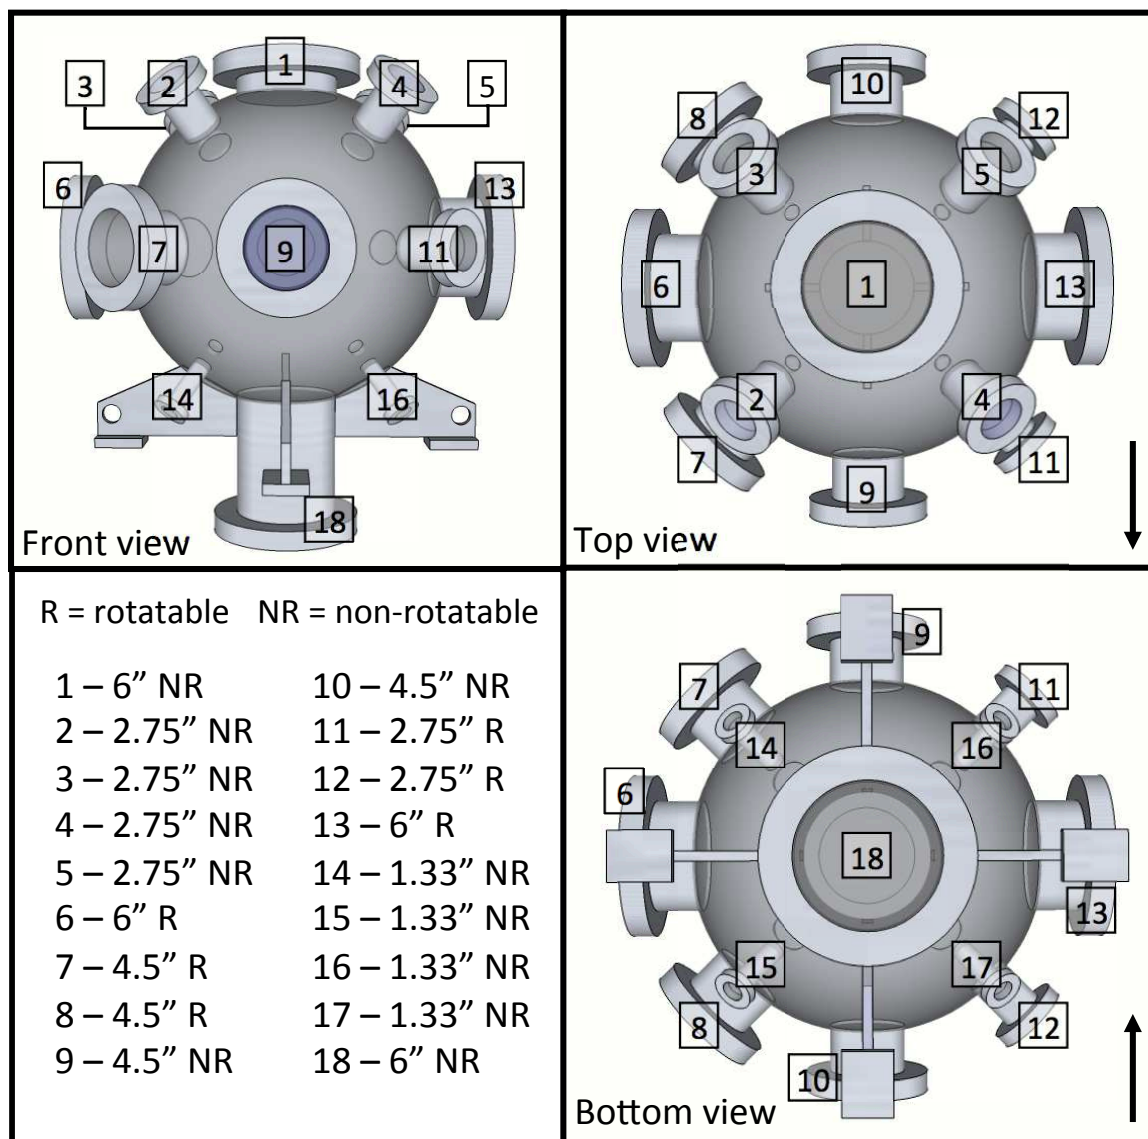 1
2
4
3
5
6
13
7
9
11
14
16
18
Front view
10
8
12
3
5
6
1
13
2
4
7
11
9
Top view
R = rotatable NR = non-rotatable
1 – 6” NR
2 – 2.75” NR
3 – 2.75” NR
4 – 2.75” NR
5 – 2.75” NR
6 – 6” R
7 – 4.5” R
8 – 4.5” R
9 – 4.5” NR
10 – 4.5” NR
11 – 2.75” R
12 – 2.75” R
13 – 6” R
14 – 1.33” NR
15 – 1.33” NR
16 – 1.33” NR
17 – 1.33” NR
18 – 6” NR
9
7
11
14
16
6
18
13
15
17
8
12
10
Bottom view